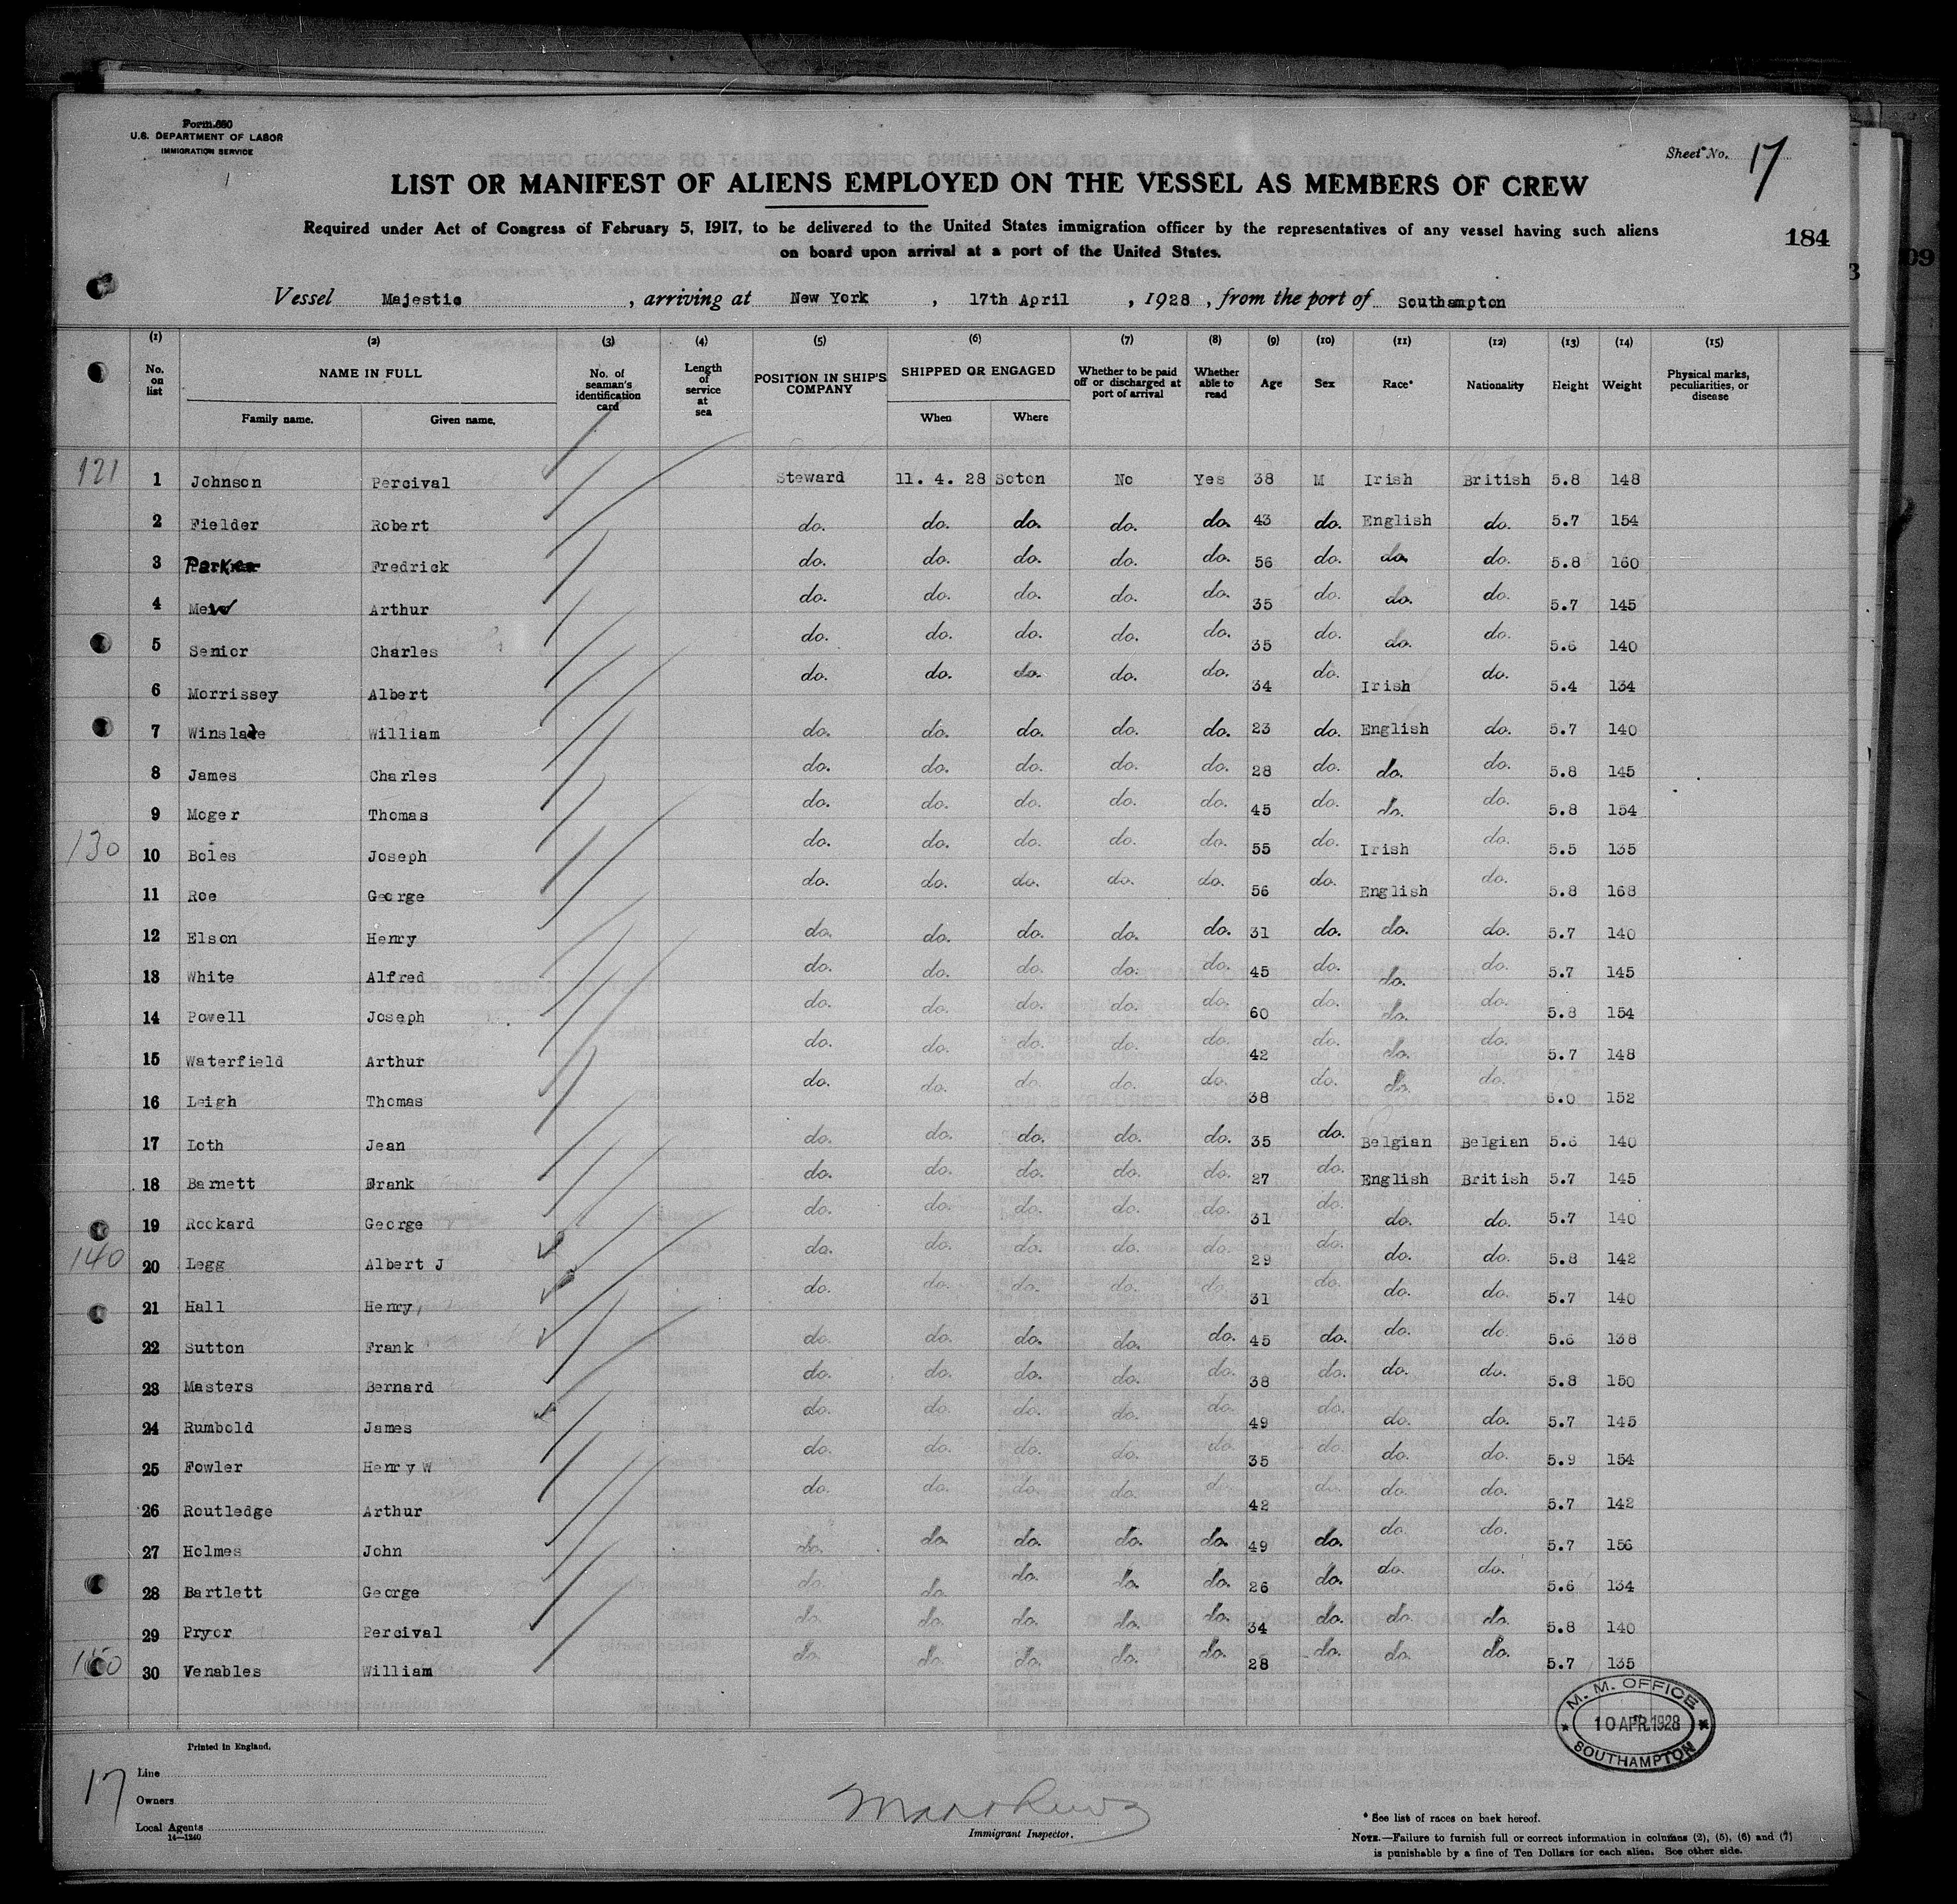 Form 680
U.S. DEPARTMENT OF LABOR
IMMIGRATION SERVICE
Sheet No. 17
LIST OR MANIFEST OF ALIENS EMPLOYED ON THE VESSEL AS MEMBERS OF CREW
Required under Act of Congress of February 5, 1917, to be delivered to the United States immigration officer by the representatives of any vessel having such aliens
on board upon arrival at a port of the United States.
184
Vessel Majestic, arriving at New York, 17th April, 1928, from the port of Southampton
(1) (2) (3) (4) (5) (6) (7) (8) (9) (10) (11) (12) (13) (14) (15)
No. on list NAME IN FULL Family name. Given name. No. of seaman's identification card Length of service at sea POSITION IN SHIP'S COMPANY SHIPPED OR ENGAGED When Where Whether to be paid off or discharged at port of arrival Whether able to read Age Sex Race* Nationality Height Weight Physical marks, peculiarities, or disease
121 1 Johnson Percival Steward 11. 4. 28 Soton No Yes 38 M Irish British 5.8 148
2 Fielder Robert do. do. do. do. do. 43 do. English do. 5.7 154
3 Parker Fredrick do. do. do. do. do. 56 do. do. do. 5.8 160
4 Mew Arthur do. do. do. do. do. 35 do. do. do. 5.7 145
5 Senior Charles do. do. do. do. do. 35 do. do. do. 5.6 140
6 Morrissey Albert do. do. do. do. do. 34 do. Irish do. 5.4 134
7 Winslade William do. do. do. do. do. 23 do. English do. 5.7 140
8 James Charles do. do. do. do. do. 28 do. do. do. 5.8 145
9 Moger Thomas do. do. do. do. do. 45 do. do. do. 5.8 154
130 10 Boles Joseph do. do. do. do. do. 55 do. Irish do. 5.5 135
11 Roe George do. do. do. do. do. 56 do. English do. 5.8 168
12 Elson Henry do. do. do. do. do. 31 do. do. do. 5.7 140
13 White Alfred do. do. do. do. do. 45 do. do. do. 5.7 145
14 Powell Joseph do. do. do. do. do. 60 do. do. do. 5.8 154
15 Waterfield Arthur do. do. do. do. do. 42 do. do. do. 5.7 148
16 Leigh Thomas do. do. do. do. do. 38 do. do. do. 6.0 152
17 Loth Jean do. do. do. do. do. 35 do. Belgian Belgian 5.6 140
18 Barnett Frank do. do. do. do. do. 27 do. English British 5.7 145
19 Rockard George do. do. do. do. do. 31 do. do. do. 5.7 140
140 20 Legg Albert J do. do. do. do. do. 29 do. do. do. 5.8 142
21 Hall Henry do. do. do. do. do. 31 do. do. do. 5.7 140
22 Sutton Frank do. do. do. do. do. 45 do. do. do. 5.6 138
23 Masters Bernard do. do. do. do. do. 38 do. do. do. 5.8 150
24 Rumbold James do. do. do. do. do. 49 do. do. do. 5.7 145
25 Fowler Henry W do. do. do. do. do. 35 do. do. do. 5.9 154
26 Routledge Arthur do. do. do. do. do. 42 do. do. do. 5.7 142
27 Holmes John do. do. do. do. do. 49 do. do. do. 5.7 156
28 Bartlett George do. do. do. do. do. 26 do. do. do. 5.6 134
29 Pryor Percival do. do. do. do. do. 34 do. do. do. 5.8 140
150 30 Venables William do. do. do. do. do. 28 do. do. do. 5.7 135
M. M. OFFICE
10 APR. 1928
SOUTHAMPTON
Printed in England.
17
Line
Owners
Local Agents
14—1240
Immigrant Inspector.
* See list of races on back hereof.
NOTE.—Failure to furnish full or correct information in columns (2), (5), (6) and (7)
is punishable by a fine of Ten Dollars for each alien. See other side.